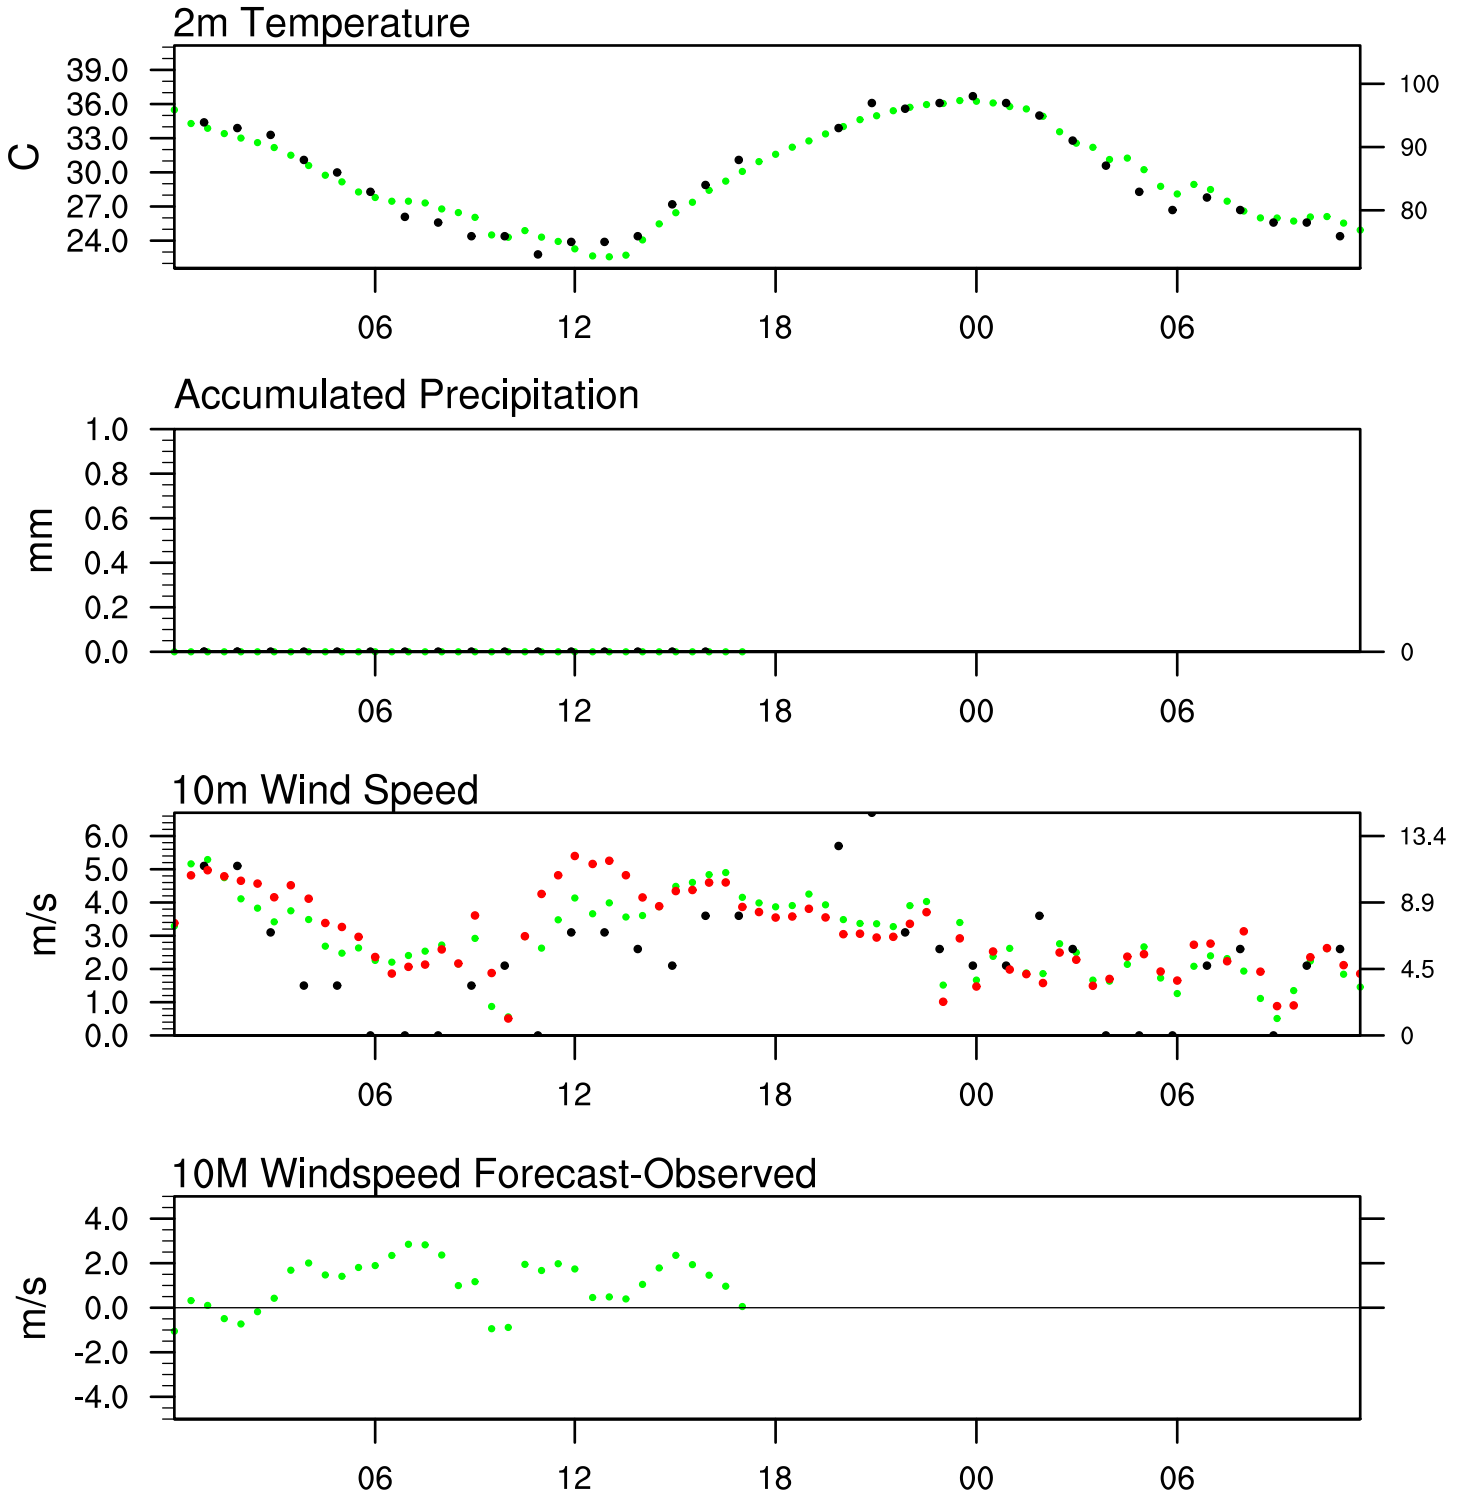 2m Temperature
39.0
36.0
33.0
30.0
27.0
24.0
C
100
90
80
06 12 18 00 06
Accumulated Precipitation
1.0
0.8
0.6
0.4
0.2
0.0
mm
0
06 12 18 00 06
10m Wind Speed
6.0
5.0
4.0
3.0
2.0
1.0
0.0
m/s
13.4
8.9
4.5
0
06 12 18 00 06
10M Windspeed Forecast-Observed
4.0
2.0
0.0
-2.0
-4.0
m/s
06 12 18 00 06